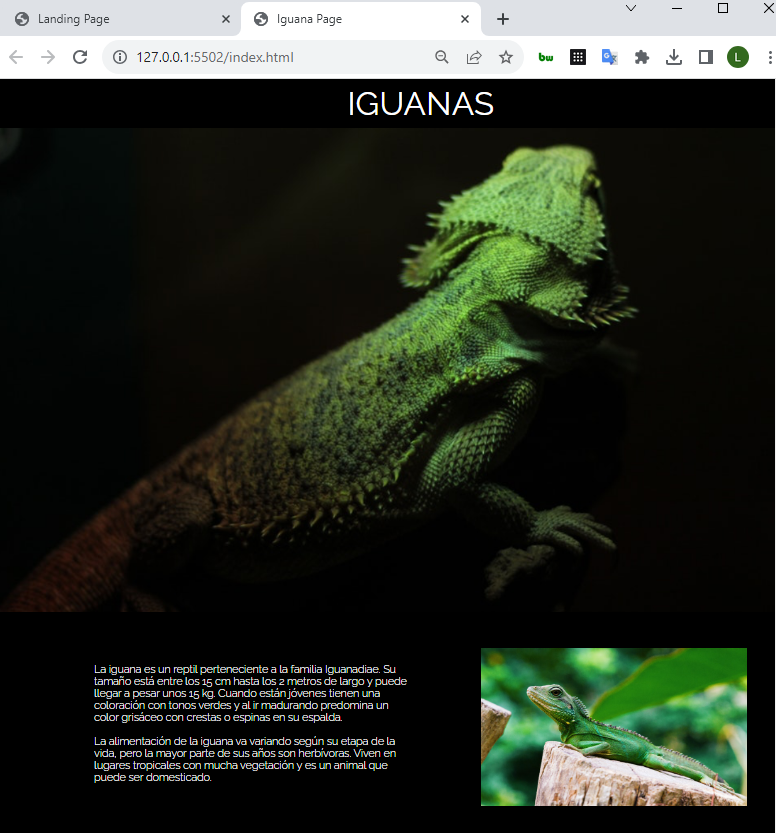 Landing Page
Iguana Page
127.0.0.1:5502/index.html
bw
L
IGUANAS
La iguana es un reptil perteneciente a la familia Iguanadiae. Su
tamaño está entre los 15 cm hasta los 2 metros de largo y puede
llegar a pesar unos 15 kg. Cuando están jóvenes tienen una
coloración con tonos verdes y al ir madurando predomina un
color grisáceo con crestas o espinas en su espalda.
La alimentación de la iguana va variando según su etapa de la
vida, pero la mayor parte de sus años son herbívoras. Viven en
lugares tropicales con mucha vegetación y es un animal que
puede ser domesticado.